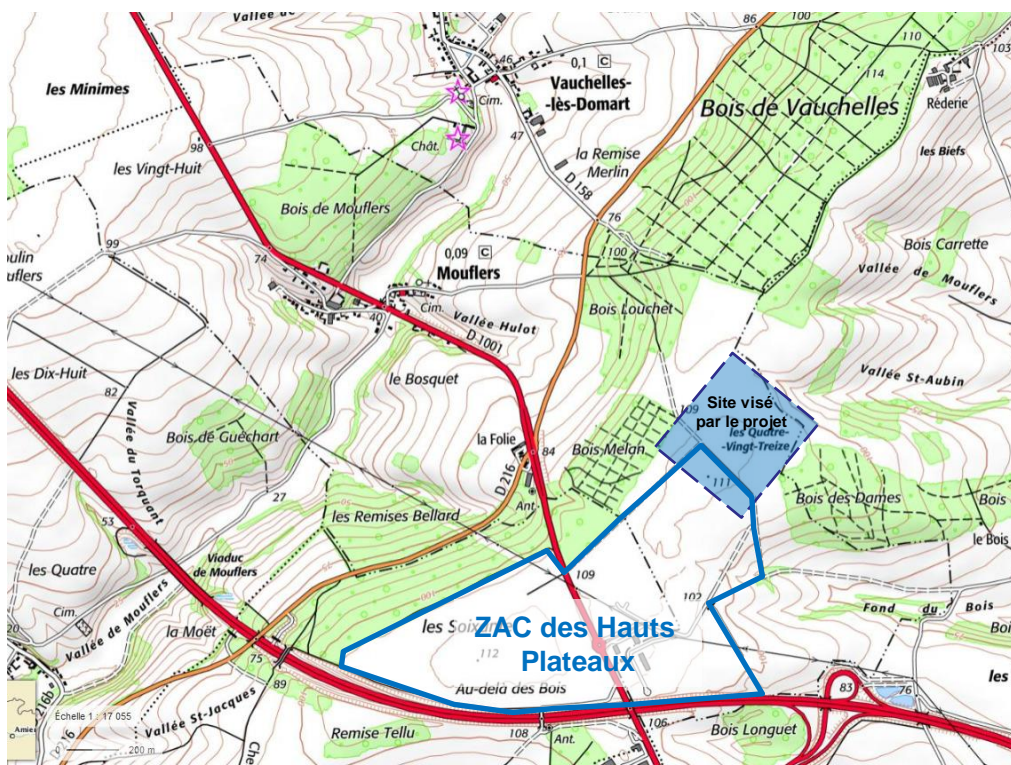 Vallée de
86
100
110
103
46
0,1 C
Vauchelles-
-lès-Domart
114
les Minimes
Cim.
Bois de Vauchelles
Réderie
47
98
Chât.
la Remise
Merlin
les Biefs
les Vingt-Huit
D 158
Bois de Mouflers
76
100
99
0,09 C
Mouflers
Bois Carrette
Vallée de Mouflers
74
Cim.
40
Vallée Hulot
Bois Louchet
D 1001
les Dix-Huit
le Bosquet
Vallée St-Aubin
82
Site visé
par le projet
109
les Quatre-
-Vingt-Treize
Vallée du Torquant
Bois de Guéchart
la Folie
84
Bois Melan
111
Bois des Dames
Bois
D 216
27
Ant.
les Remises Bellard
le Bois
53
Viaduc
de Mouflers
les Quatre
109
102
Cim.
Vallée de Mouflers
la Moët
ZAC des Hauts
Plateaux
Fond du Bois
Bois
112
75
89
Au-delà des Bois
les
83
76
Échelle 1 : 17 055
200 m
Vallée St-Jacques
Remise Tellu
108
Ant.
106
Bois Longuet